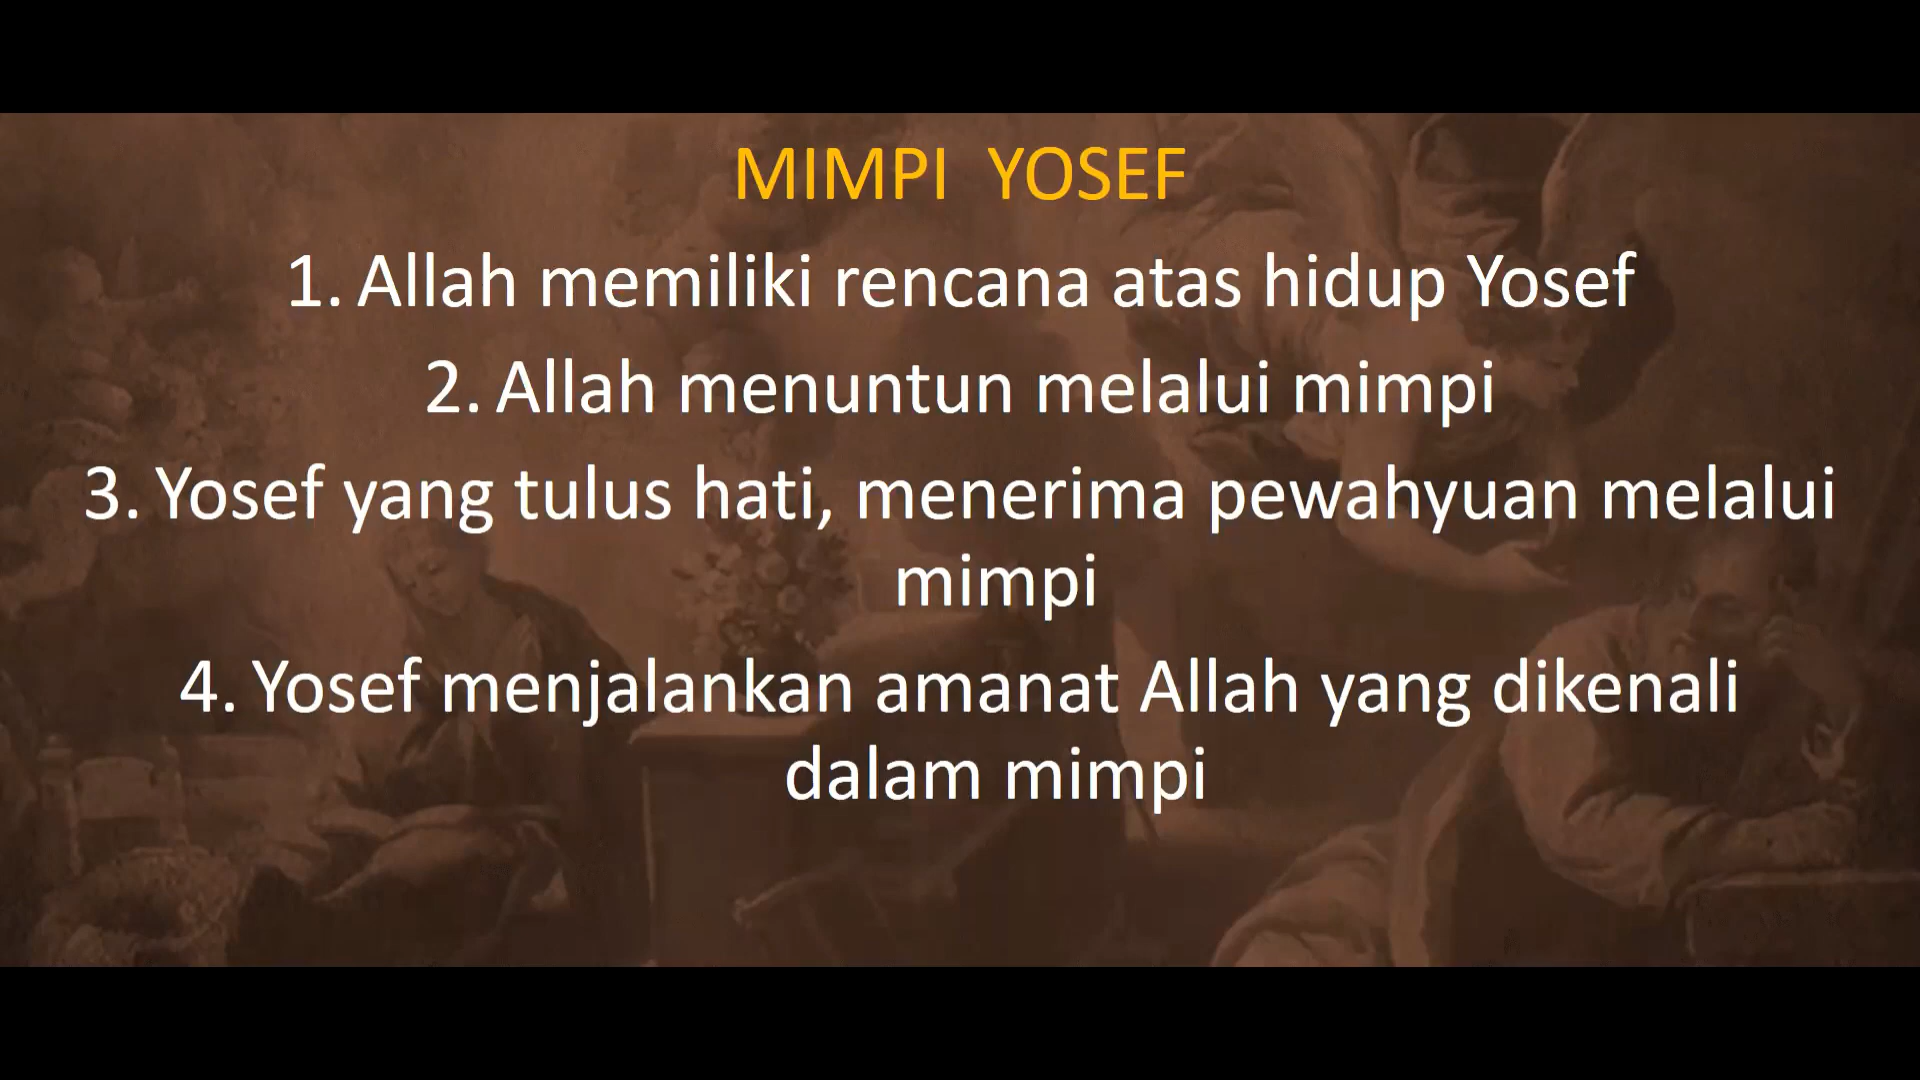 MIMPI YOSEF
1. Allah memiliki rencana atas hidup Yosef
2. Allah menuntun melalui mimpi
3. Yosef yang tulus hati, menerima pewahyuan melalui
mimpi
4. Yosef menjalankan amanat Allah yang dikenali
dalam mimpi